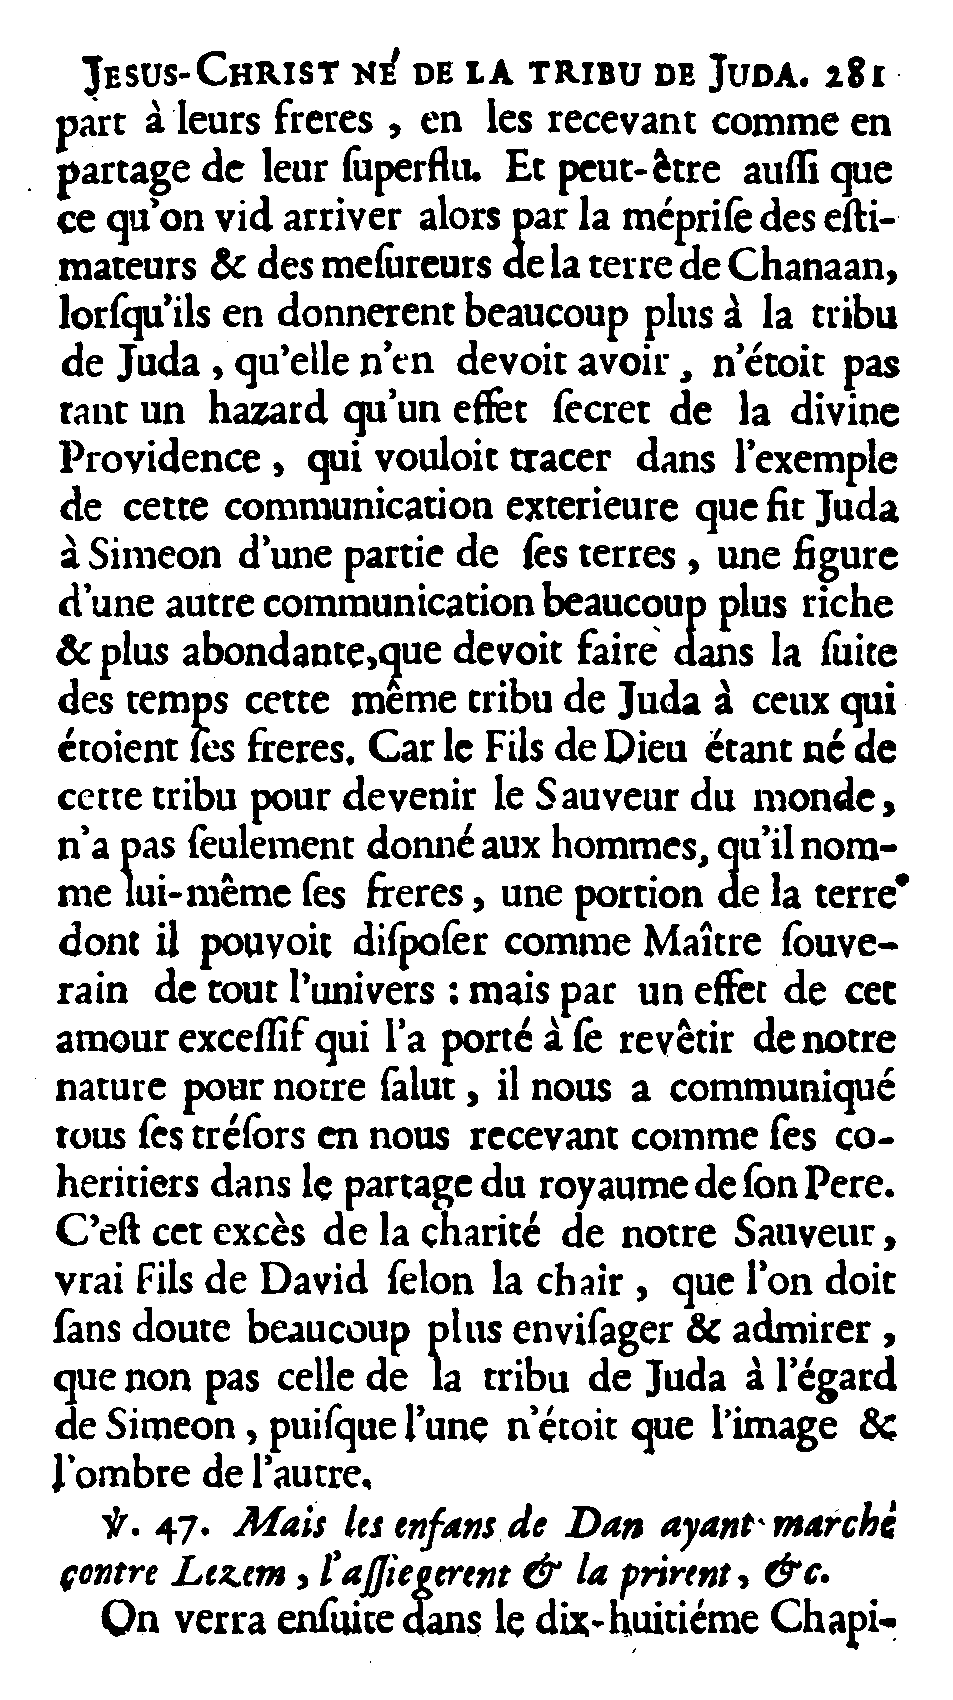 JESUS-CHRIST NÉ DE LA TRIBU DE JUDA. 281
part à leurs freres , en les recevant comme en
partage de leur ſuperflu. Et peut-être auſſi que
ce qu'on vid arriver alors par la mépriſe des eſti-
mateurs & des meſureurs de la terre de Chanaan,
lorſqu'ils en donnerent beaucoup plus à la tribu
de Juda , qu'elle n'en devoit avoir , n'étoit pas
tant un hazard qu'un effet ſecret de la divine
Providence , qui vouloit tracer dans l'exemple
de cette communication exterieure que fit Juda
à Simeon d'une partie de ſes terres , une figure
d'une autre communication beaucoup plus riche
& plus abondante,que devoit faire dans la ſuite
des temps cette même tribu de Juda à ceux qui
étoient ſes freres. Car le Fils de Dieu étant né de
cette tribu pour devenir le Sauveur du monde ,
n'a pas ſeulement donné aux hommes, qu'il nom-
me lui-même ſes freres , une portion de la terre
dont il pouvoit diſpoſer comme Maître ſouve-
rain de tout l'univers : mais par un effet de cet
amour exceſſif qui l'a porté à ſe revêtir de notre
nature pour notre ſalut , il nous a communiqué
tous ſes tréſors en nous recevant comme ſes co-
heritiers dans le partage du royaume de ſon Pere.
C'eſt cet excès de la charité de notre Sauveur ,
vrai Fils de David ſelon la chair , que l'on doit
ſans doute beaucoup plus enviſager & admirer ,
que non pas celle de la tribu de Juda à l'égard
de Simeon , puiſque l'une n'étoit que l'image &
l'ombre de l'autre.
℣. 47. Mais les enfans de Dan ayant marché
contre Lezem , l'aſſiegerent & la prirent , &c.
On verra enſuite dans le dix-huitiéme Chapi-